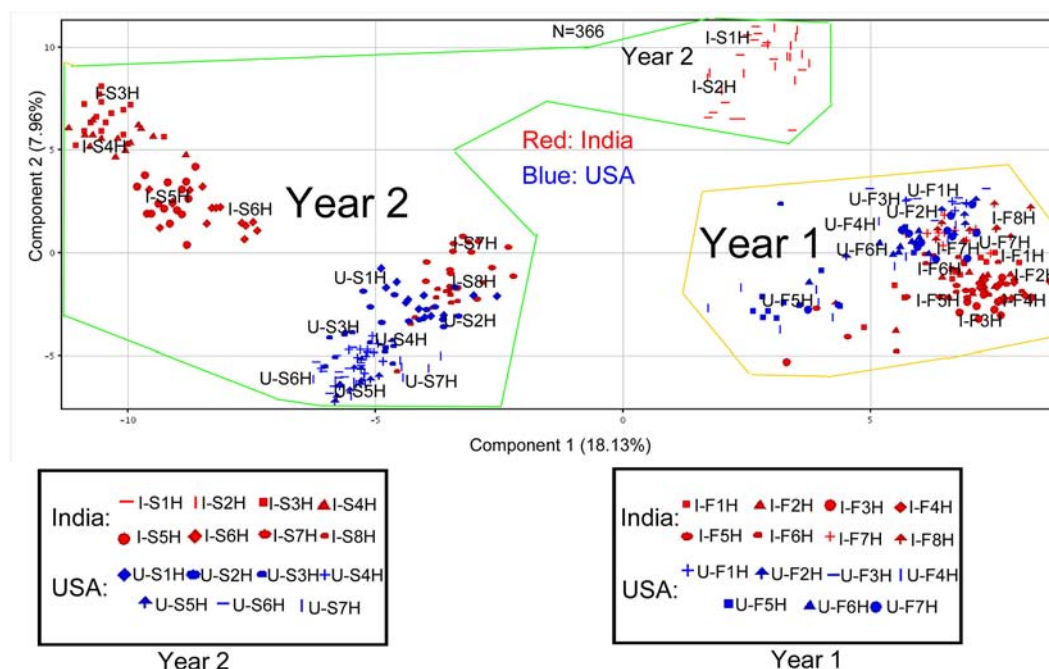 N=366
I-S1H
Year 2
I-S2H
I-S3H
I-S4H
Red: India
Blue: USA
I-S5H
I-S6H
Year 2
I-S7H
U-S1H
I-S8H
U-S2H
U-S3H
U-S4H
U-S6H
U-S7H
U-S5H
Year 1
U-F1H
U-F3H
U-F2H
I-F8H
U-F4H
U-F6H
I-F7H
U-F7H
I-F1H
I-F6H
I-F2H
I-F5H
I-F4H
U-F5H
I-F3H
10
5
0
-5
Component 2 (7.96%)
-10 -5 0 5
Component 1 (18.13%)
India: I-S1H I-S2H I-S3H I-S4H
I-S5H I-S6H I-S7H I-S8H
USA: U-S1H U-S2H U-S3H U-S4H
U-S5H U-S6H U-S7H
Year 2
India: I-F1H I-F2H I-F3H I-F4H
I-F5H I-F6H I-F7H I-F8H
USA: U-F1H U-F2H U-F3H U-F4H
U-F5H U-F6H U-F7H
Year 1